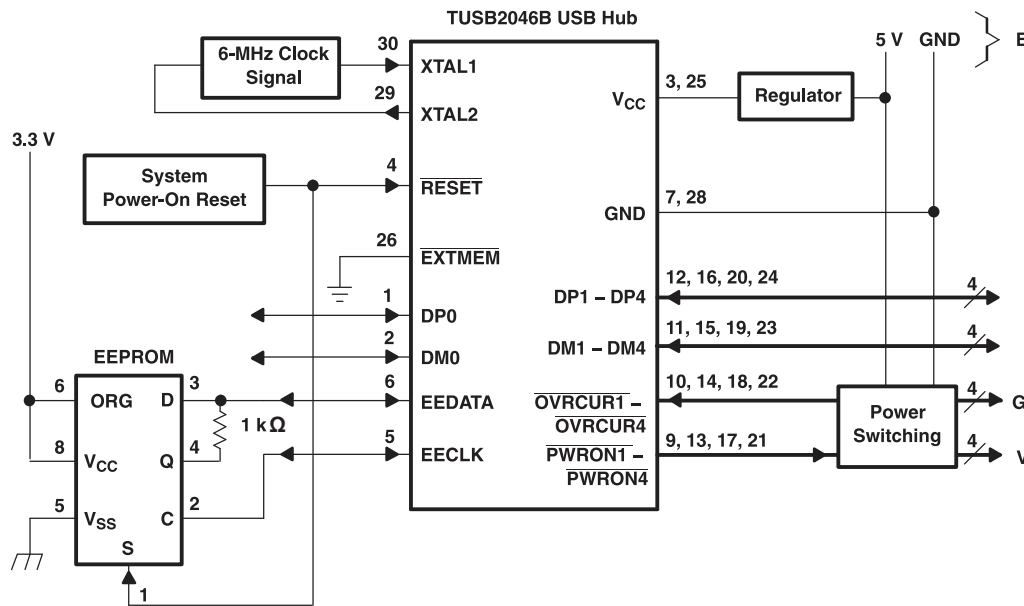 TUSB2046B USB Hub
5 V GND
E
6-MHz Clock
Signal
30
XTAL1
29
XTAL2
3, 25
VCC
Regulator
3.3 V
System
Power-On Reset
4
RESET
7, 28
GND
26
EXTMEM
12, 16, 20, 24
DP1 – DP4
4
1
DP0
11, 15, 19, 23
DM1 – DM4
4
2
DM0
EEPROM
6
ORG
D
3
1 kΩ
6
EEDATA
10, 14, 18, 22
OVRCUR1 –
OVRCUR4
Power
Switching
4
G
8
VCC
Q
4
5
EECLK
9, 13, 17, 21
PWRON1 –
PWRON4
4
V
5
VSS
C
2
S
1